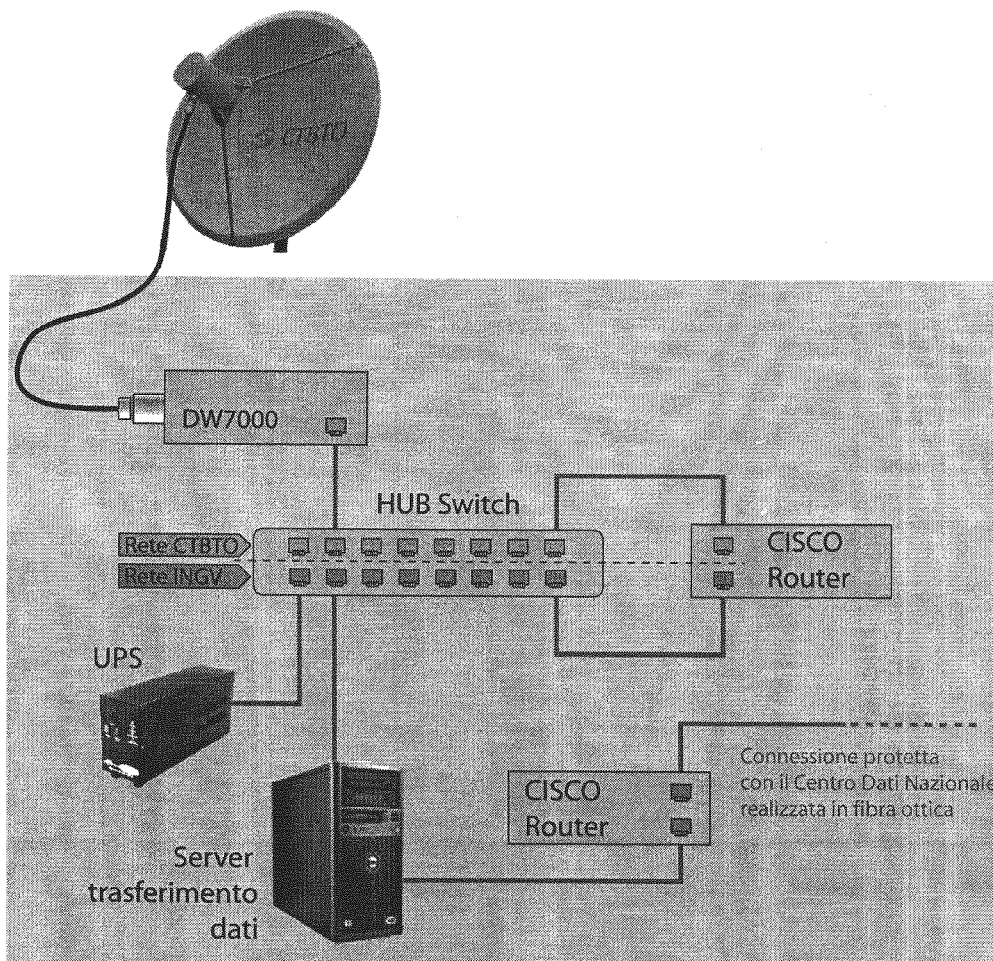 CTBTO
DW7000
HUB Switch
Rete CTBTO
Rete INGV
CISCO
Router
UPS
CISCO
Router
Connessione protetta
con il Centro Dati Nazionale
realizzata in fibra ottica
Server
trasferimento
dati